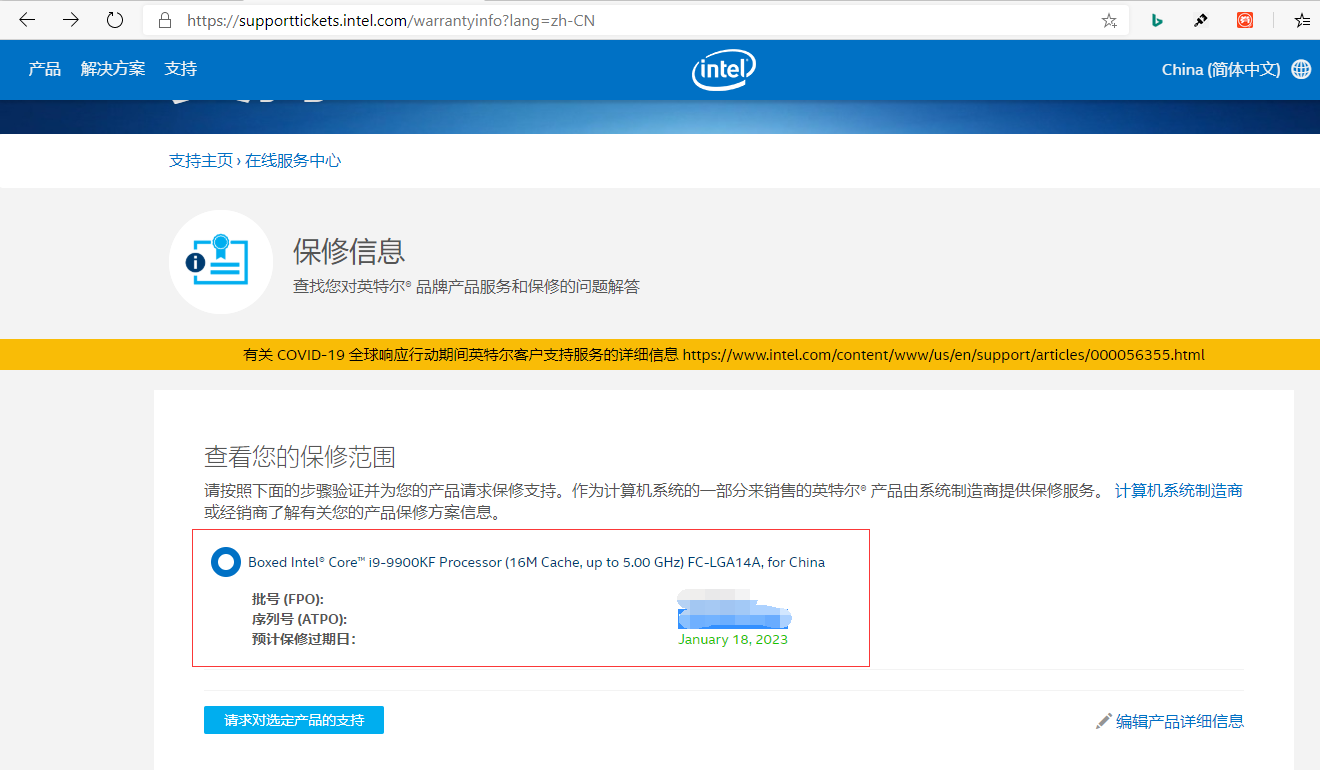 https://supporttickets.intel.com/warrantyinfo?lang=zh-CN
产品 解决方案 支持
intel
China (简体中文)
支持主页 › 在线服务中心
保修信息
查找您对英特尔® 品牌产品服务和保修的问题解答
有关 COVID-19 全球响应行动期间英特尔客户支持服务的详细信息 https://www.intel.com/content/www/us/en/support/articles/000056355.html
查看您的保修范围
请按照下面的步骤验证并为您的产品请求保修支持。作为计算机系统的一部分来销售的英特尔® 产品由系统制造商提供保修服务。 计算机系统制造商
或经销商了解有关您的产品保修方案信息。
Boxed Intel® Core™ i9-9900KF Processor (16M Cache, up to 5.00 GHz) FC-LGA14A, for China
批号 (FPO):
序列号 (ATPO):
预计保修过期日: January 18, 2023
请求对选定产品的支持
编辑产品详细信息